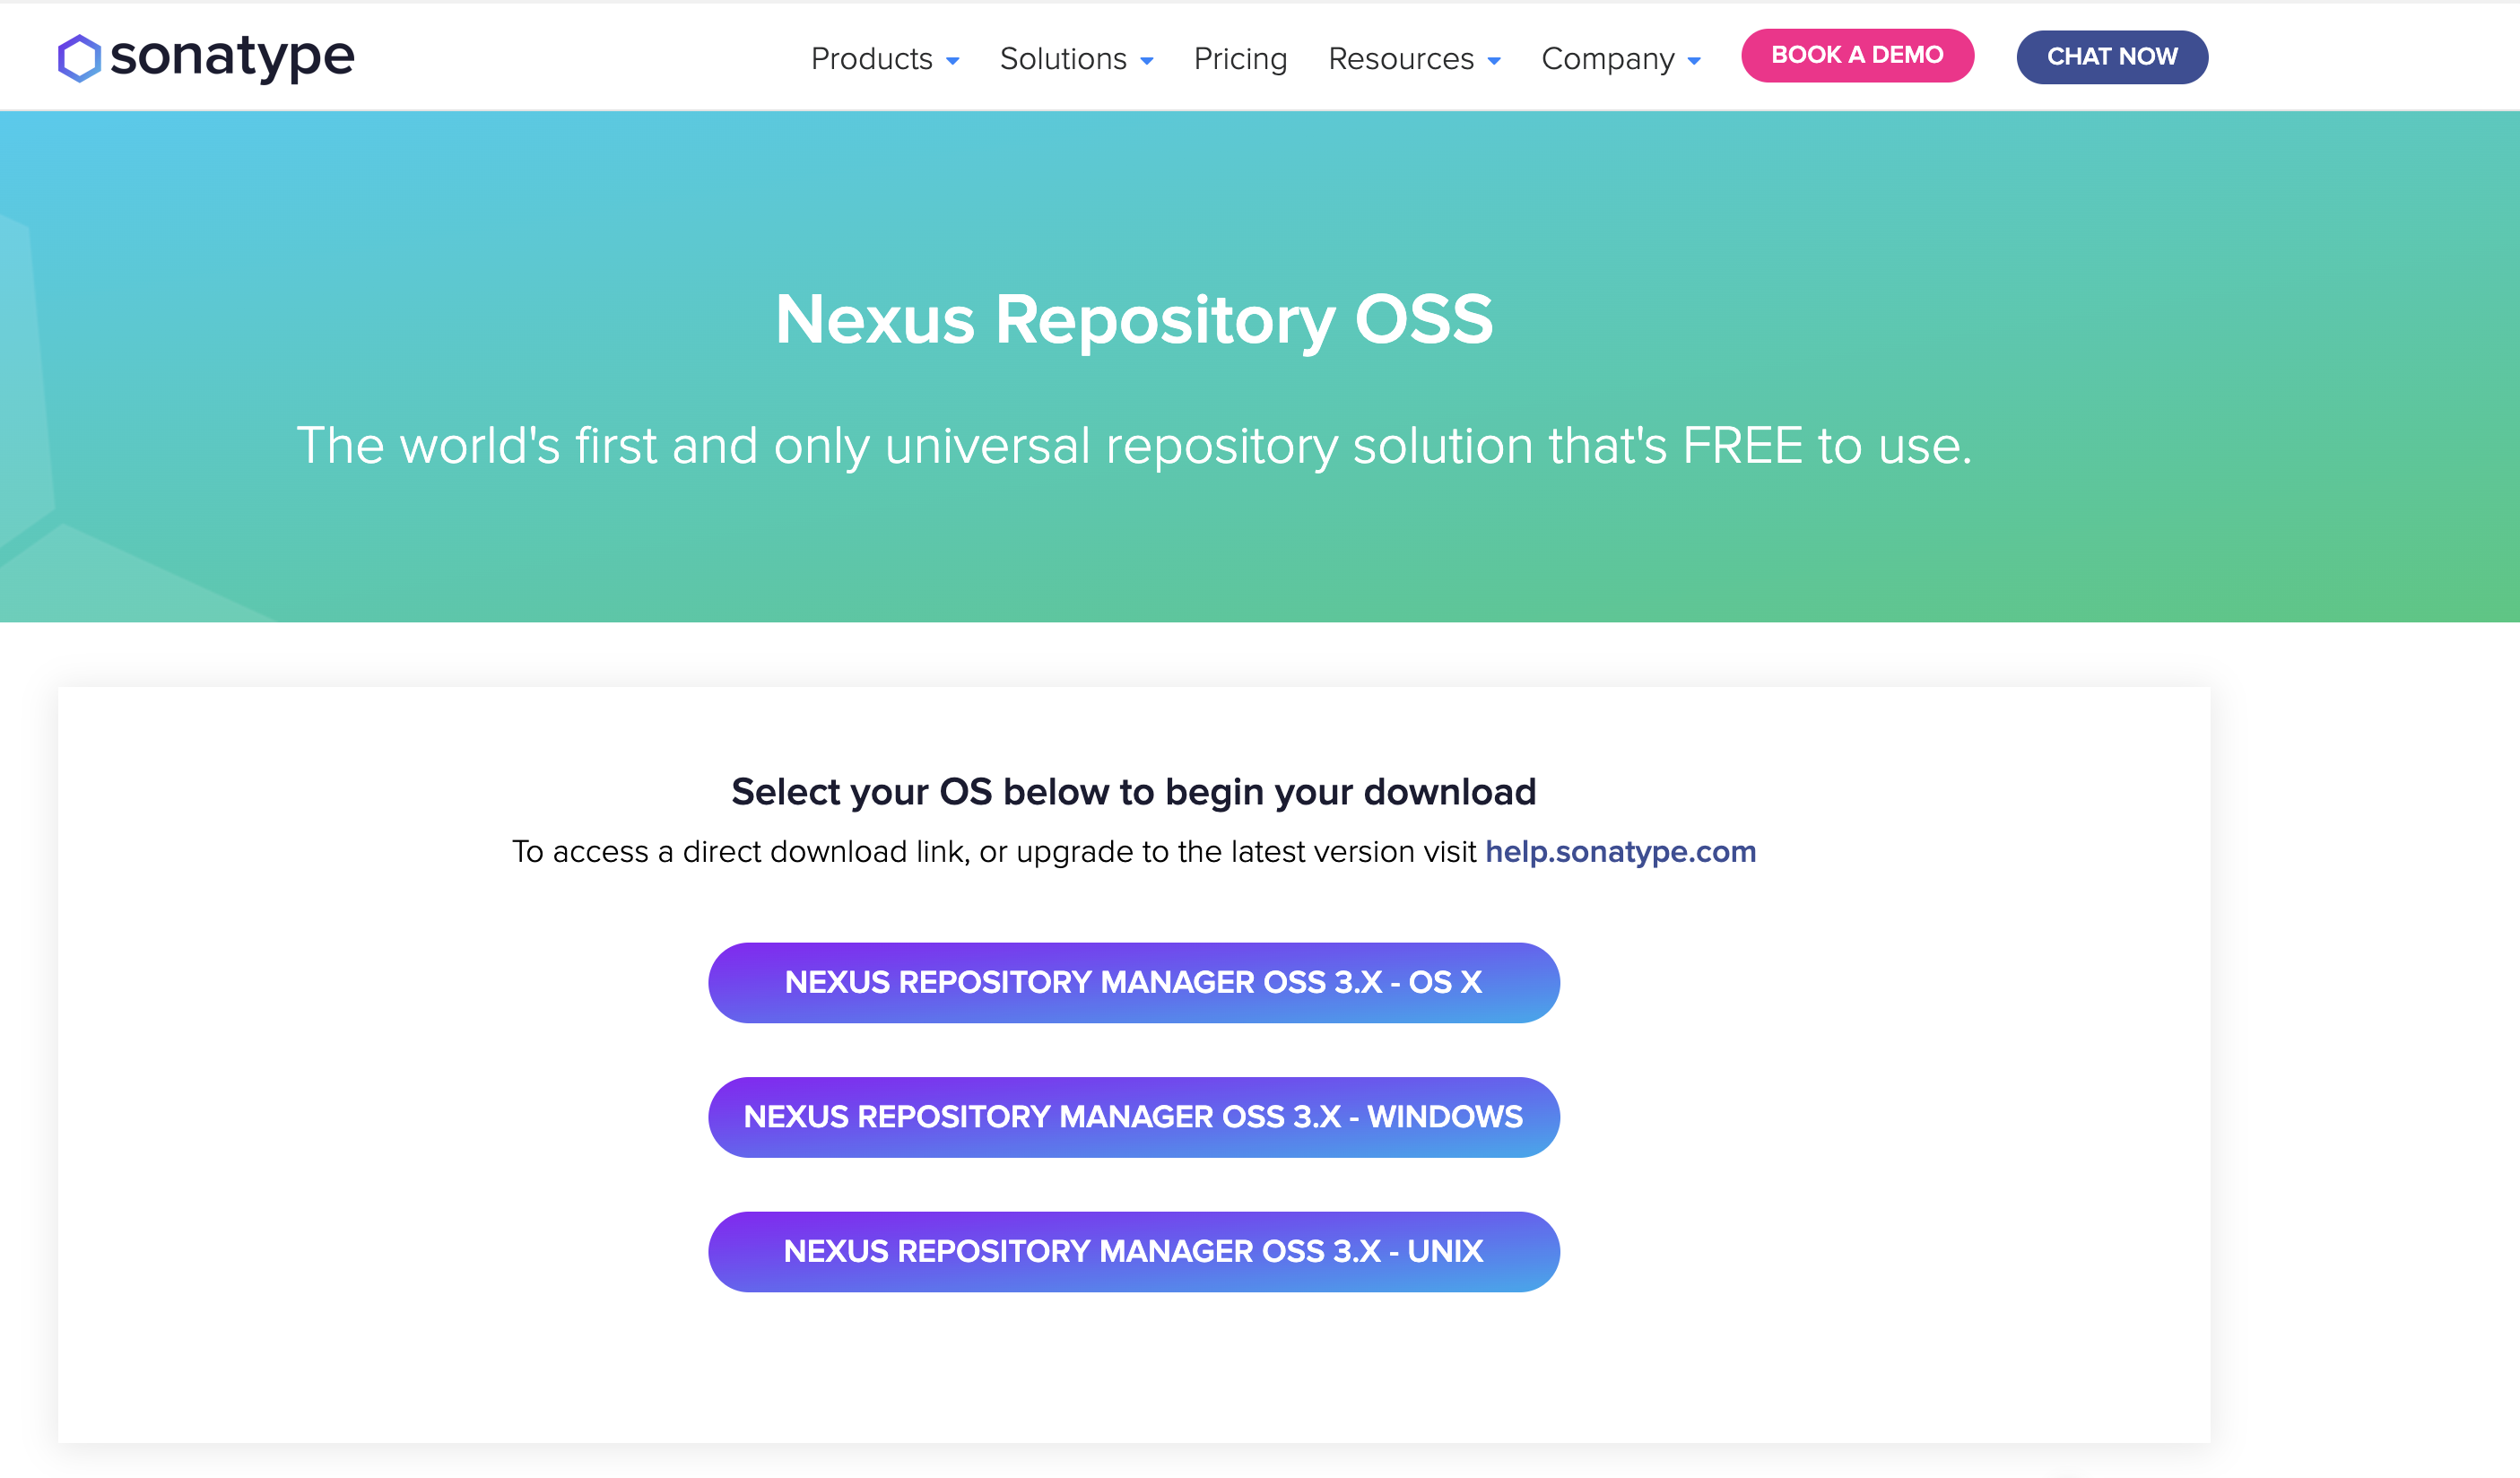 sonatype
Products Solutions Pricing Resources Company BOOK A DEMO CHAT NOW
Nexus Repository OSS
The world's first and only universal repository solution that's FREE to use.
Select your OS below to begin your download
To access a direct download link, or upgrade to the latest version visit help.sonatype.com
NEXUS REPOSITORY MANAGER OSS 3.X - OS X
NEXUS REPOSITORY MANAGER OSS 3.X - WINDOWS
NEXUS REPOSITORY MANAGER OSS 3.X - UNIX